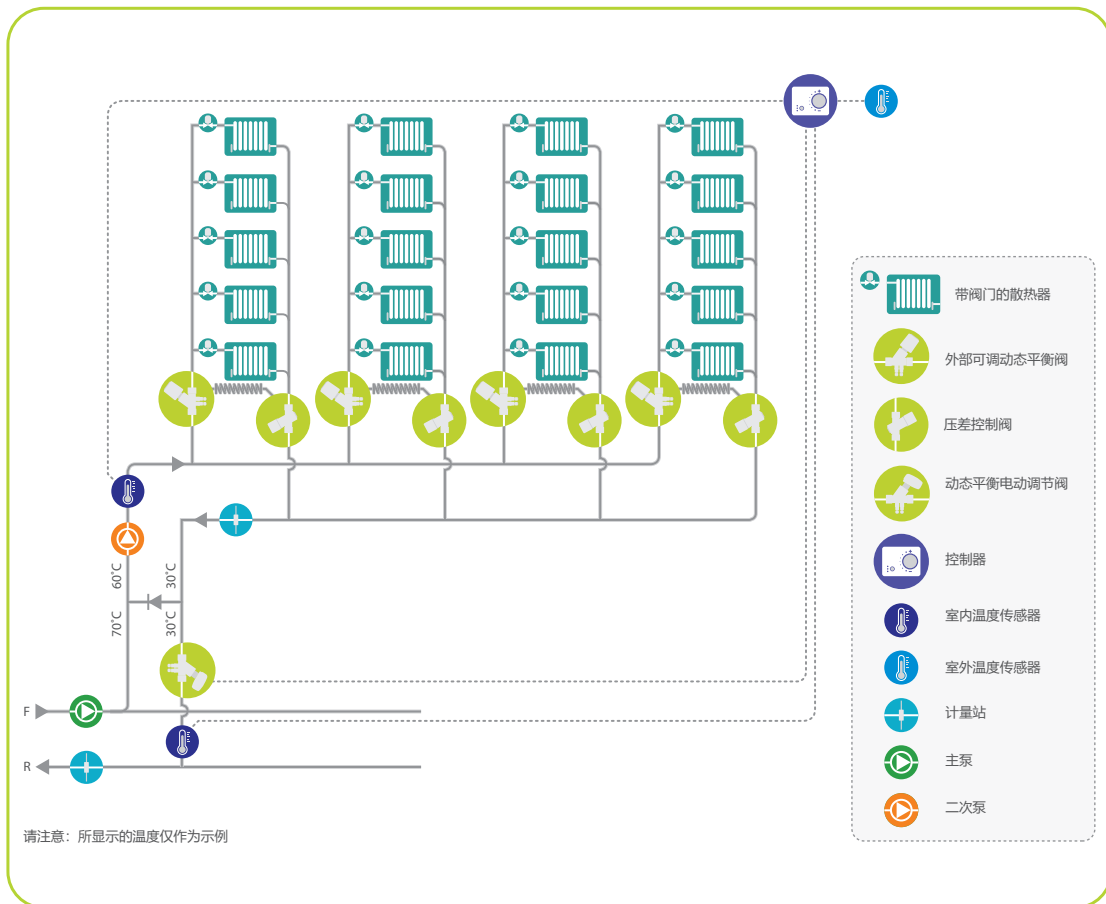 带阀门的散热器
外部可调动态平衡阀
压差控制阀
动态平衡电动调节阀
控制器
室内温度传感器
室外温度传感器
计量站
主泵
二次泵
60°C
30°C
70°C
30°C
F
R
请注意：所显示的温度仅作为示例